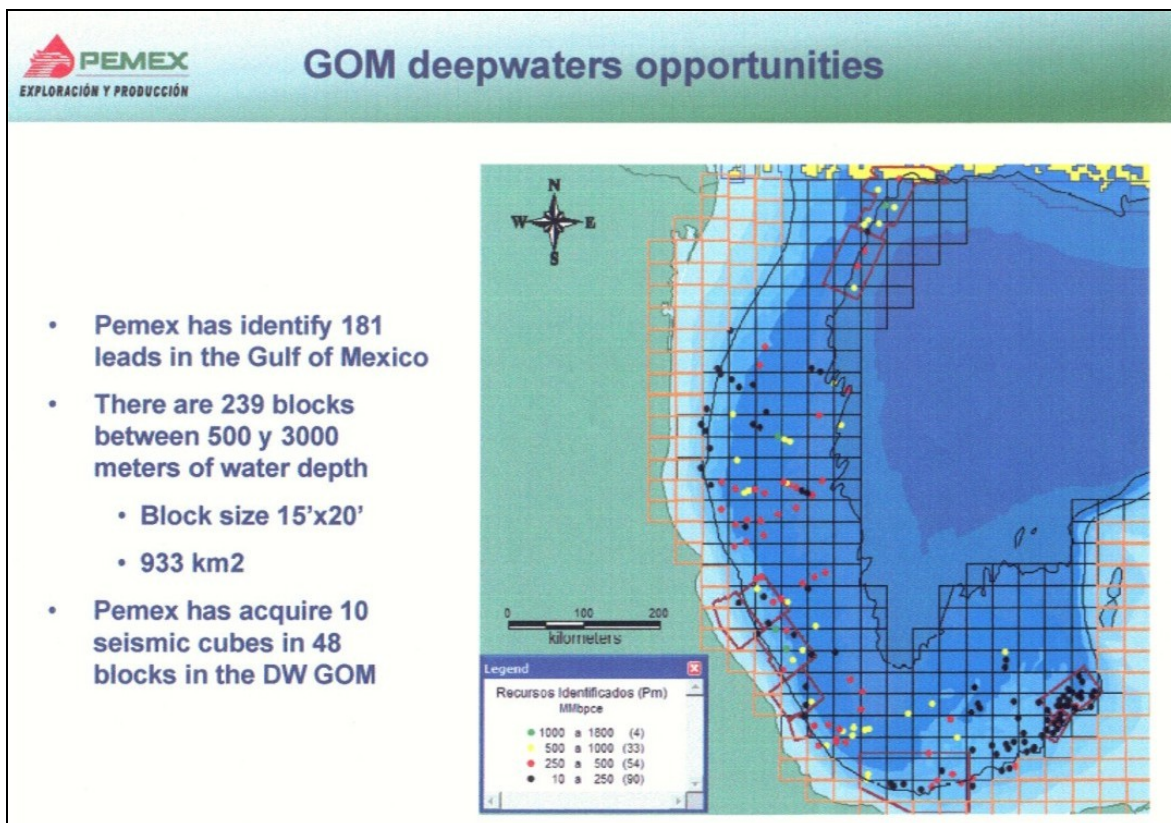 PEMEX
EXPLORACIÓN Y PRODUCCIÓN
GOM deepwaters opportunities
• Pemex has identify 181
leads in the Gulf of Mexico
• There are 239 blocks
between 500 y 3000
meters of water depth
• Block size 15'x20'
• 933 km2
• Pemex has acquire 10
seismic cubes in 48
blocks in the DW GOM
N
W E
S
0 100 200
kilometers
Legend
Recursos Identificados (Pm)
MMbpce
1000 a 1800 (4)
500 a 1000 (33)
250 a 500 (54)
10 a 250 (90)